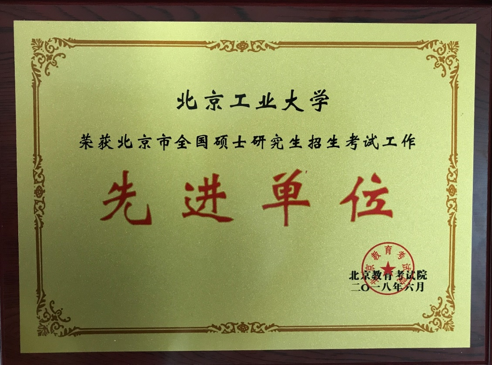 北京工业大学
荣获北京市全国硕士研究生招生考试工作
先进单位
北京教育考试院
二〇一八年六月